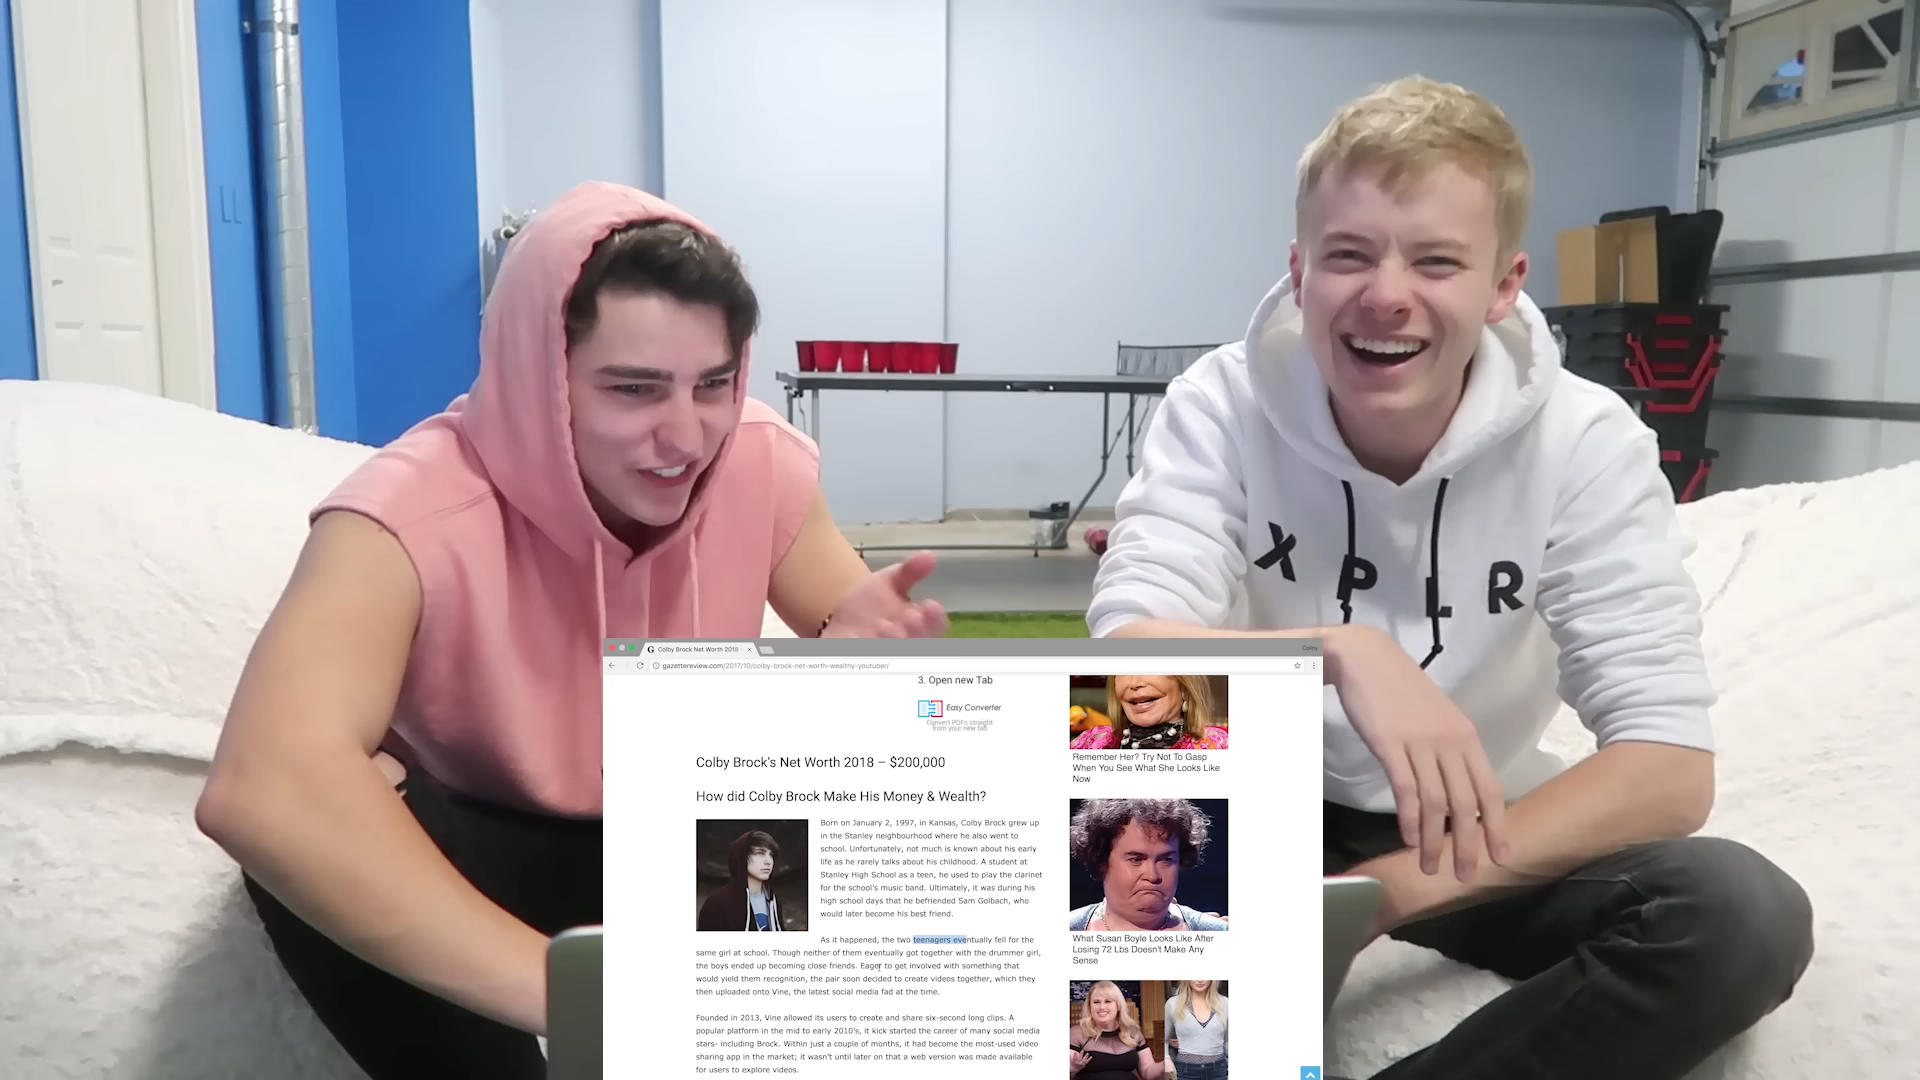 LL
X P L R
Colby Brock Net Worth 2018
Colby
gazettereview.com/2017/10/colby-brock-net-worth-wealthy-youtuber/
3. Open new Tab
Easy Converter
Convert PDFs straight
from your new tab
Colby Brock's Net Worth 2018 – $200,000
How did Colby Brock Make His Money & Wealth?
Born on January 2, 1997, in Kansas, Colby Brock grew up
in the Stanley neighbourhood where he also went to
school. Unfortunately, not much is known about his early
life as he rarely talks about his childhood. A student at
Stanley High School as a teen, he used to play the clarinet
for the school's music band. Ultimately, it was during his
high school days that he befriended Sam Golbach, who
would later become his best friend.
As it happened, the two teenagers eventually fell for the
same girl at school. Though neither of them eventually got together with the drummer girl,
the boys ended up becoming close friends. Eager to get involved with something that
would yield them recognition, the pair soon decided to create videos together, which they
then uploaded onto Vine, the latest social media fad at the time.
Founded in 2013, Vine allowed its users to create and share six-second long clips. A
popular platform in the mid to early 2010's, it kick started the career of many social media
stars- including Brock. Within just a couple of months, it had become the most-used video
sharing app in the market; it wasn't until later on that a web version was made available
for users to explore videos.
Remember Her? Try Not To Gasp
When You See What She Looks Like
Now
What Susan Boyle Looks Like After
Losing 72 Lbs Doesn't Make Any
Sense